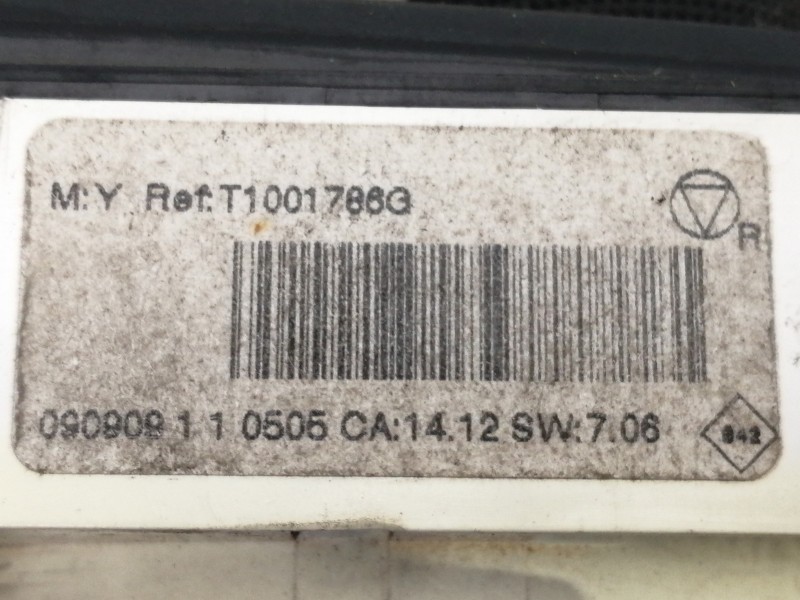 M: Y Ref: T1001786G
R
090909 1 1 0505 CA:14.12 SW:7.06
842